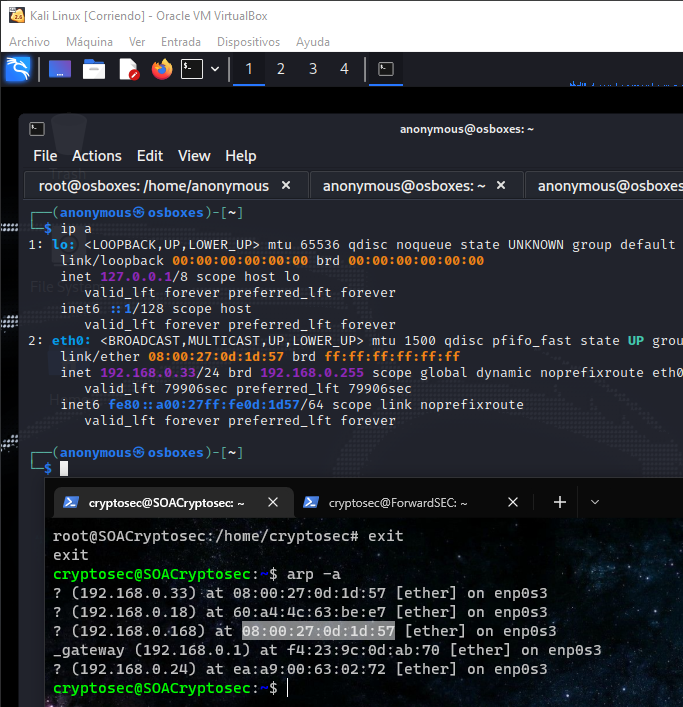 Kali Linux [Corriendo] - Oracle VM VirtualBox
Archivo Máquina Ver Entrada Dispositivos Ayuda
1 2 3 4
anonymous@osboxes: ~
File Actions Edit View Help
root@osboxes: /home/anonymous × anonymous@osboxes: ~ × anonymous@osboxes
┌──(anonymous㉿osboxes)-[~]
└─$ ip a
1: lo: <LOOPBACK,UP,LOWER_UP> mtu 65536 qdisc noqueue state UNKNOWN group default
link/loopback 00:00:00:00:00:00 brd 00:00:00:00:00:00
inet 127.0.0.1/8 scope host lo
valid_lft forever preferred_lft forever
inet6 ::1/128 scope host
valid_lft forever preferred_lft forever
2: eth0: <BROADCAST,MULTICAST,UP,LOWER_UP> mtu 1500 qdisc pfifo_fast state UP grou
link/ether 08:00:27:0d:1d:57 brd ff:ff:ff:ff:ff:ff
inet 192.168.0.33/24 brd 192.168.0.255 scope global dynamic noprefixroute eth0
valid_lft 79906sec preferred_lft 79906sec
inet6 fe80::a00:27ff:fe0d:1d57/64 scope link noprefixroute
valid_lft forever preferred_lft forever
┌──(anonymous㉿osboxes)-[~]
└─$
cryptosec@SOACryptosec: ~ × cryptosec@ForwardSEC: ~ × +
root@SOACryptosec:/home/cryptosec# exit
exit
cryptosec@SOACryptosec:~$ arp -a
? (192.168.0.33) at 08:00:27:0d:1d:57 [ether] on enp0s3
? (192.168.0.18) at 60:a4:4c:63:be:e7 [ether] on enp0s3
? (192.168.0.168) at 08:00:27:0d:1d:57 [ether] on enp0s3
_gateway (192.168.0.1) at f4:23:9c:0d:ab:70 [ether] on enp0s3
? (192.168.0.24) at ea:a9:00:63:02:72 [ether] on enp0s3
cryptosec@SOACryptosec:~$